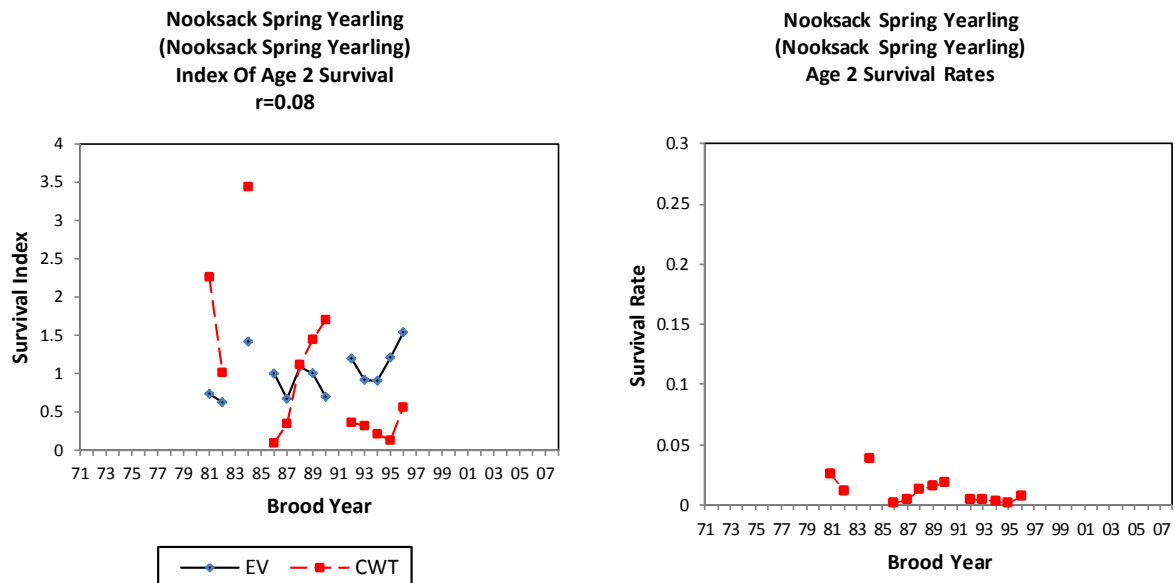 Nooksack Spring Yearling
(Nooksack Spring Yearling)
Index Of Age 2 Survival
r=0.08
4
3.5
3
2.5
2
1.5
1
0.5
0
Survival Index
71 73 75 77 79 81 83 85 87 89 91 93 95 97 99 01 03 05 07
Brood Year
EV CWT
Nooksack Spring Yearling
(Nooksack Spring Yearling)
Age 2 Survival Rates
0.3
0.25
0.2
0.15
0.1
0.05
0
Survival Rate
71 73 75 77 79 81 83 85 87 89 91 93 95 97 99 01 03 05 07
Brood Year